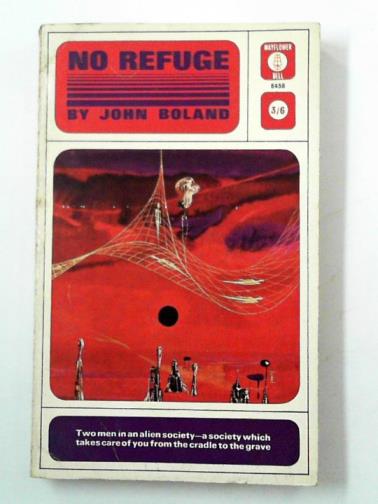 NO REFUGE
BY JOHN BOLAND
MAYFLOWER
BELL
6458
3/6
Two men in an alien society—a society which
takes care of you from the cradle to the grave